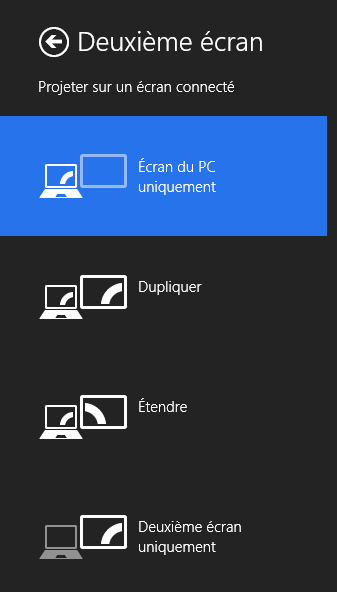 Deuxième écran
Projeter sur un écran connecté
Écran du PC
uniquement
Dupliquer
Étendre
Deuxième écran
uniquement